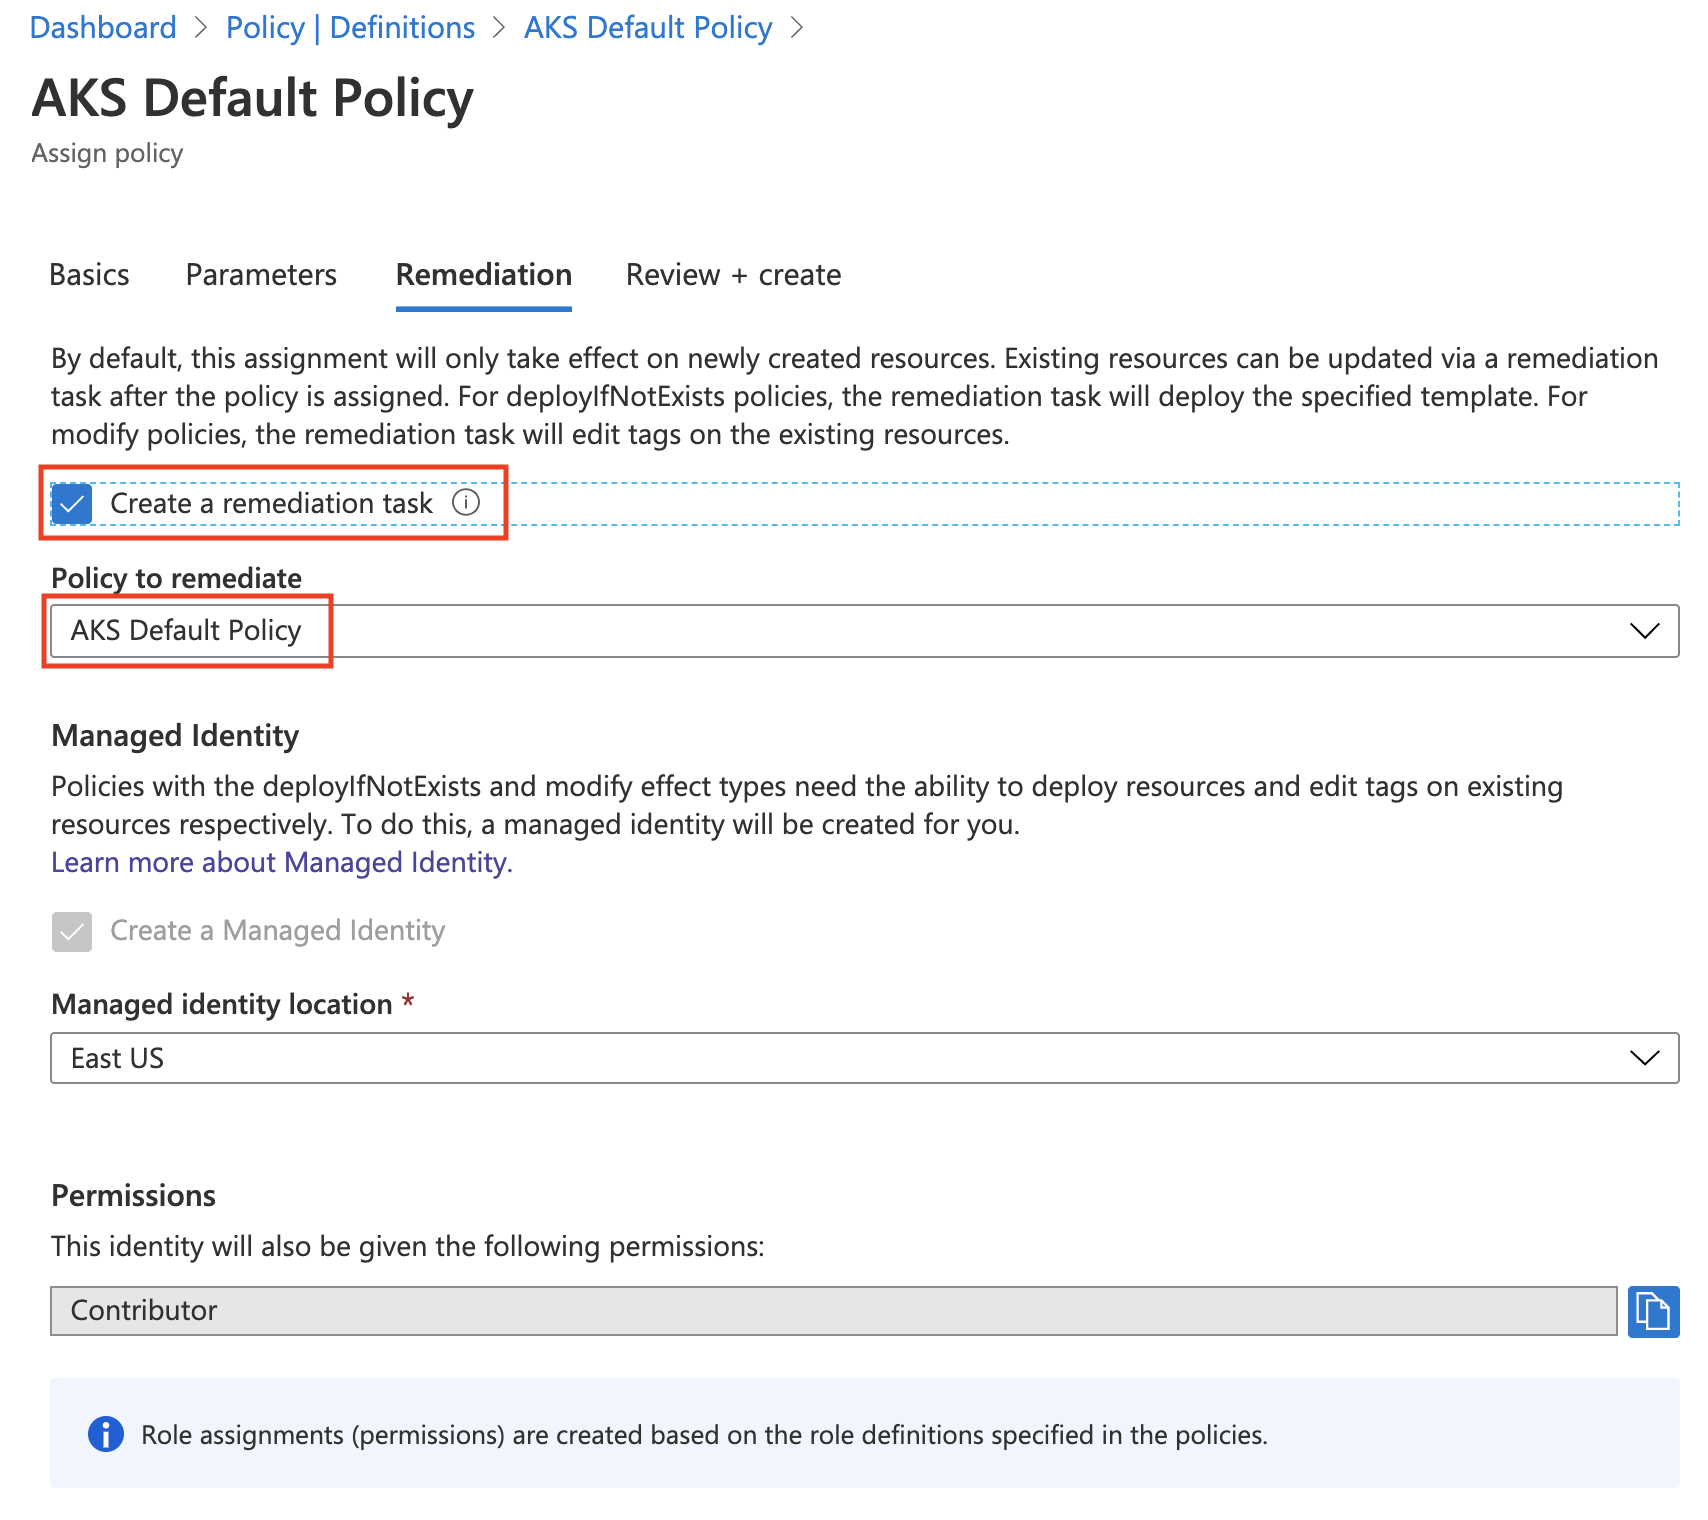 Dashboard > Policy | Definitions > AKS Default Policy >
AKS Default Policy
Assign policy
Basics Parameters Remediation Review + create
By default, this assignment will only take effect on newly created resources. Existing resources can be updated via a remediation
task after the policy is assigned. For deployIfNotExists policies, the remediation task will deploy the specified template. For
modify policies, the remediation task will edit tags on the existing resources.
Create a remediation task
Policy to remediate
AKS Default Policy
Managed Identity
Policies with the deployIfNotExists and modify effect types need the ability to deploy resources and edit tags on existing
resources respectively. To do this, a managed identity will be created for you.
Learn more about Managed Identity.
Create a Managed Identity
Managed identity location *
East US
Permissions
This identity will also be given the following permissions:
Contributor
Role assignments (permissions) are created based on the role definitions specified in the policies.